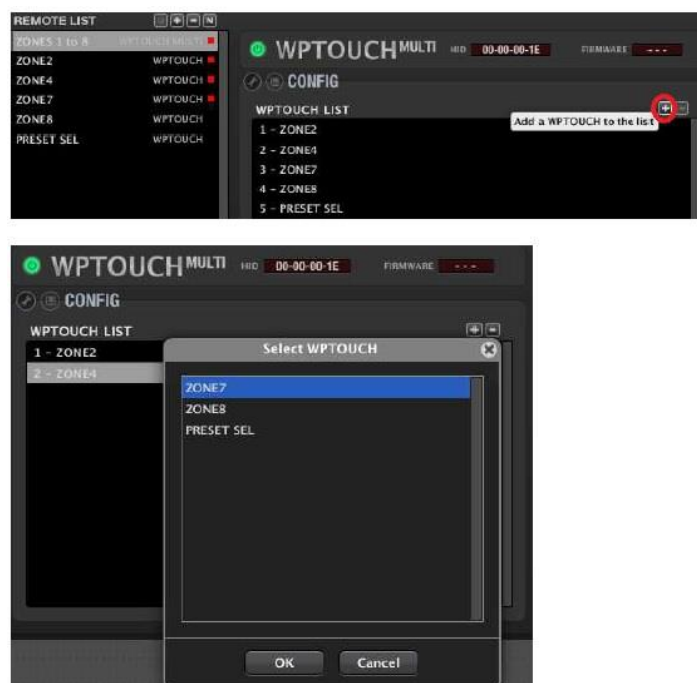 REMOTE LIST
ZONES 1 to 8 WPTOUCH MULTI
ZONE2 WPTOUCH
ZONE4 WPTOUCH
ZONE7 WPTOUCH
ZONE8 WPTOUCH
PRESET SEL WPTOUCH
WPTOUCH MULTI HID 00-00-00-1E FIRMWARE ---
CONFIG
WPTOUCH LIST
Add a WPTOUCH to the list
1 - ZONE2
2 - ZONE4
3 - ZONE7
4 - ZONE8
5 - PRESET SEL
WPTOUCH MULTI HID 00-00-00-1E FIRMWARE ---
CONFIG
WPTOUCH LIST
1 - ZONE2
2 - ZONE4
Select WPTOUCH
ZONE7
ZONE8
PRESET SEL
OK Cancel